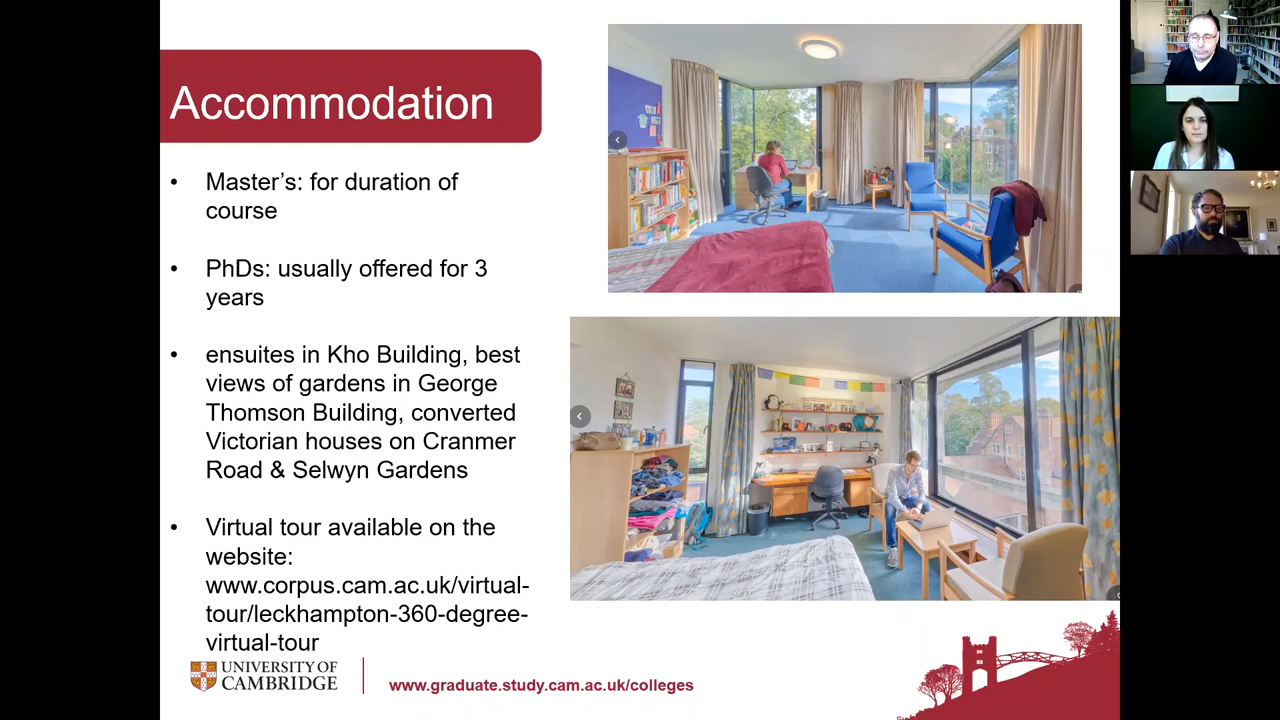 Accommodation
• Master’s: for duration of
course
• PhDs: usually offered for 3
years
• ensuites in Kho Building, best
views of gardens in George
Thomson Building, converted
Victorian houses on Cranmer
Road & Selwyn Gardens
• Virtual tour available on the
website:
www.corpus.cam.ac.uk/virtual-
tour/leckhampton-360-degree-
virtual-tour
UNIVERSITY OF
CAMBRIDGE
www.graduate.study.cam.ac.uk/colleges